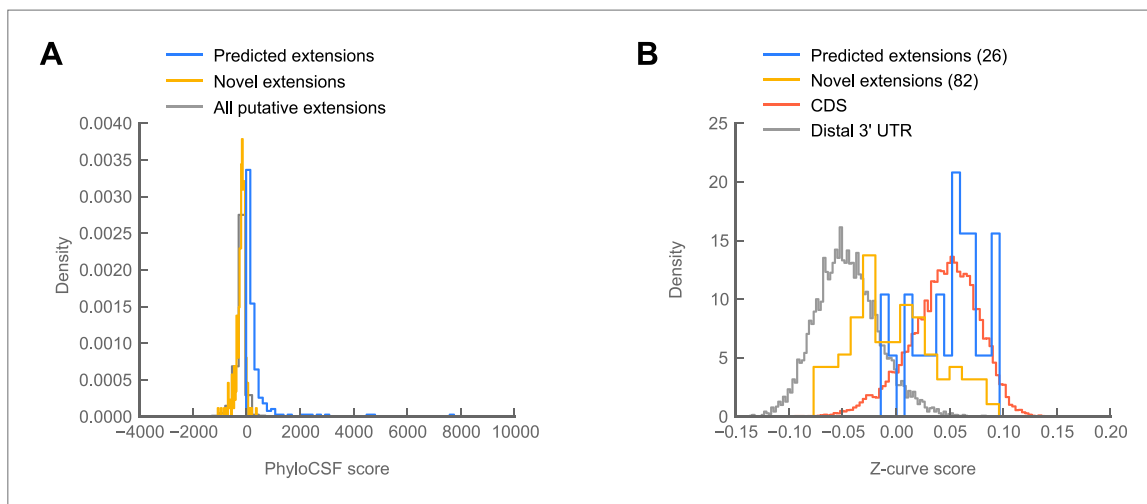 A
Predicted extensions
Novel extensions
All putative extensions
0.0040
0.0035
0.0030
0.0025
0.0020
0.0015
0.0010
0.0005
0.0000
Density
−4000 −2000 0 2000 4000 6000 8000 10000
PhyloCSF score
B
Predicted extensions (26)
Novel extensions (82)
CDS
Distal 3' UTR
25
20
15
10
5
0
Density
−0.15 −0.10 −0.05 0.00 0.05 0.10 0.15 0.20
Z-curve score